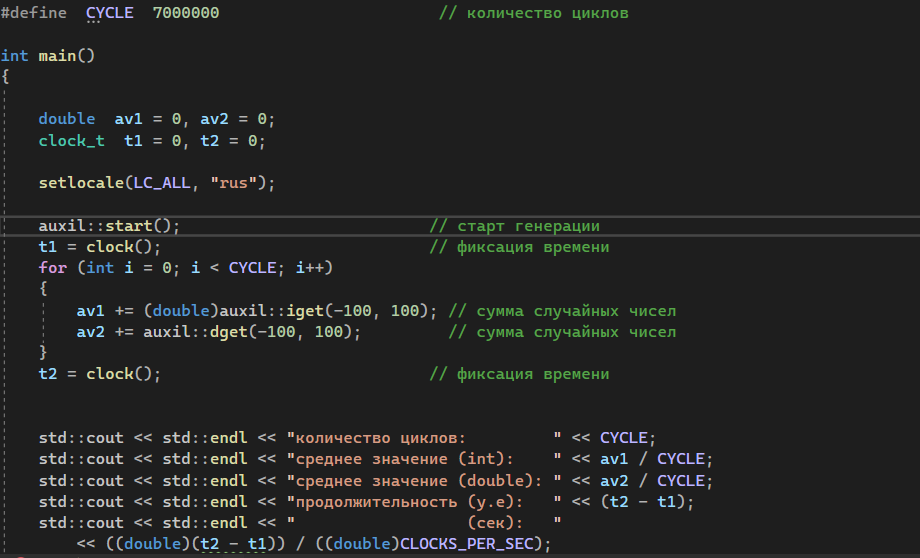 #define  CYCLE  7000000                       // количество циклов
int main()
{
    double  av1 = 0, av2 = 0;
    clock_t  t1 = 0, t2 = 0;
    setlocale(LC_ALL, "rus");
    auxil::start();                          // старт генерации
    t1 = clock();                            // фиксация времени
    for (int i = 0; i < CYCLE; i++)
    {
        av1 += (double)auxil::iget(-100, 100); // сумма случайных чисел
        av2 += auxil::dget(-100, 100);         // сумма случайных чисел
    }
    t2 = clock();                            // фиксация времени
    std::cout << std::endl << "количество циклов:         " << CYCLE;
    std::cout << std::endl << "среднее значение (int):    " << av1 / CYCLE;
    std::cout << std::endl << "среднее значение (double): " << av2 / CYCLE;
    std::cout << std::endl << "продолжительность (у.е):   " << (t2 - t1);
    std::cout << std::endl << "                  (сек):   "
        << ((double)(t2 - t1)) / ((double)CLOCKS_PER_SEC);